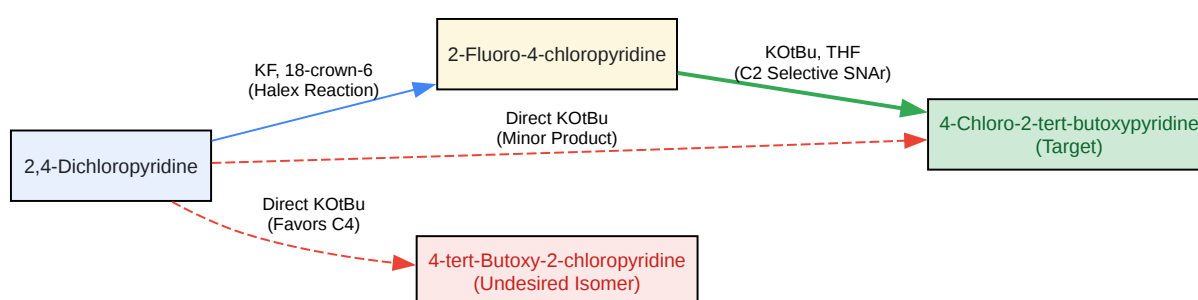 2-Fluoro-4-chloropyridine
KOtBu, THF
(C2 Selective SNAr)
KF, 18-crown-6
(Halex Reaction)
Direct KOtBu
(Minor Product)
4-Chloro-2-tert-butoxypyridine
(Target)
2,4-Dichloropyridine
Direct KOtBu
(Favors C4)
4-tert-Butoxy-2-chloropyridine
(Undesired Isomer)